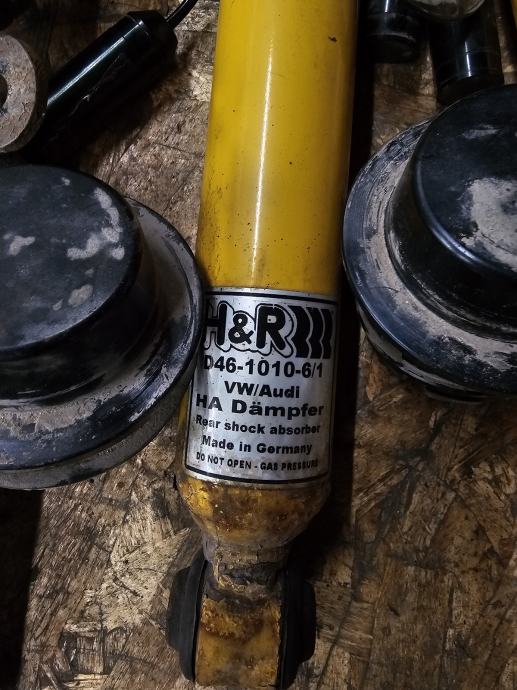 H&R
D46-1010-6/1
VW/Audi
HA Dämpfer
Rear shock absorber
Made in Germany
DO NOT OPEN - GAS PRESSURE